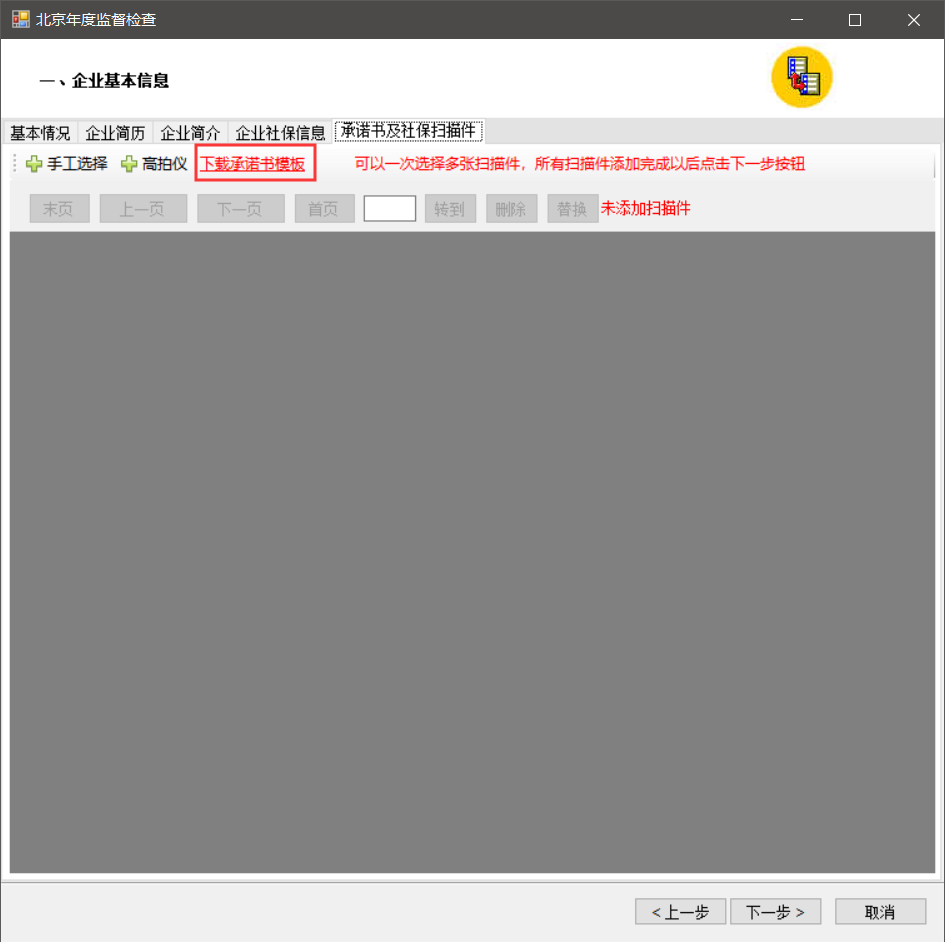 北京年度监督检查
一、企业基本信息
基本情况 企业简历 企业简介 企业社保信息 承诺书及社保扫描件
手工选择 高拍仪 下载承诺书模板 可以一次选择多张扫描件，所有扫描件添加完成以后点击下一步按钮
末页 上一页 下一页 首页 转到 删除 替换 未添加扫描件
<上一步 下一步> 取消